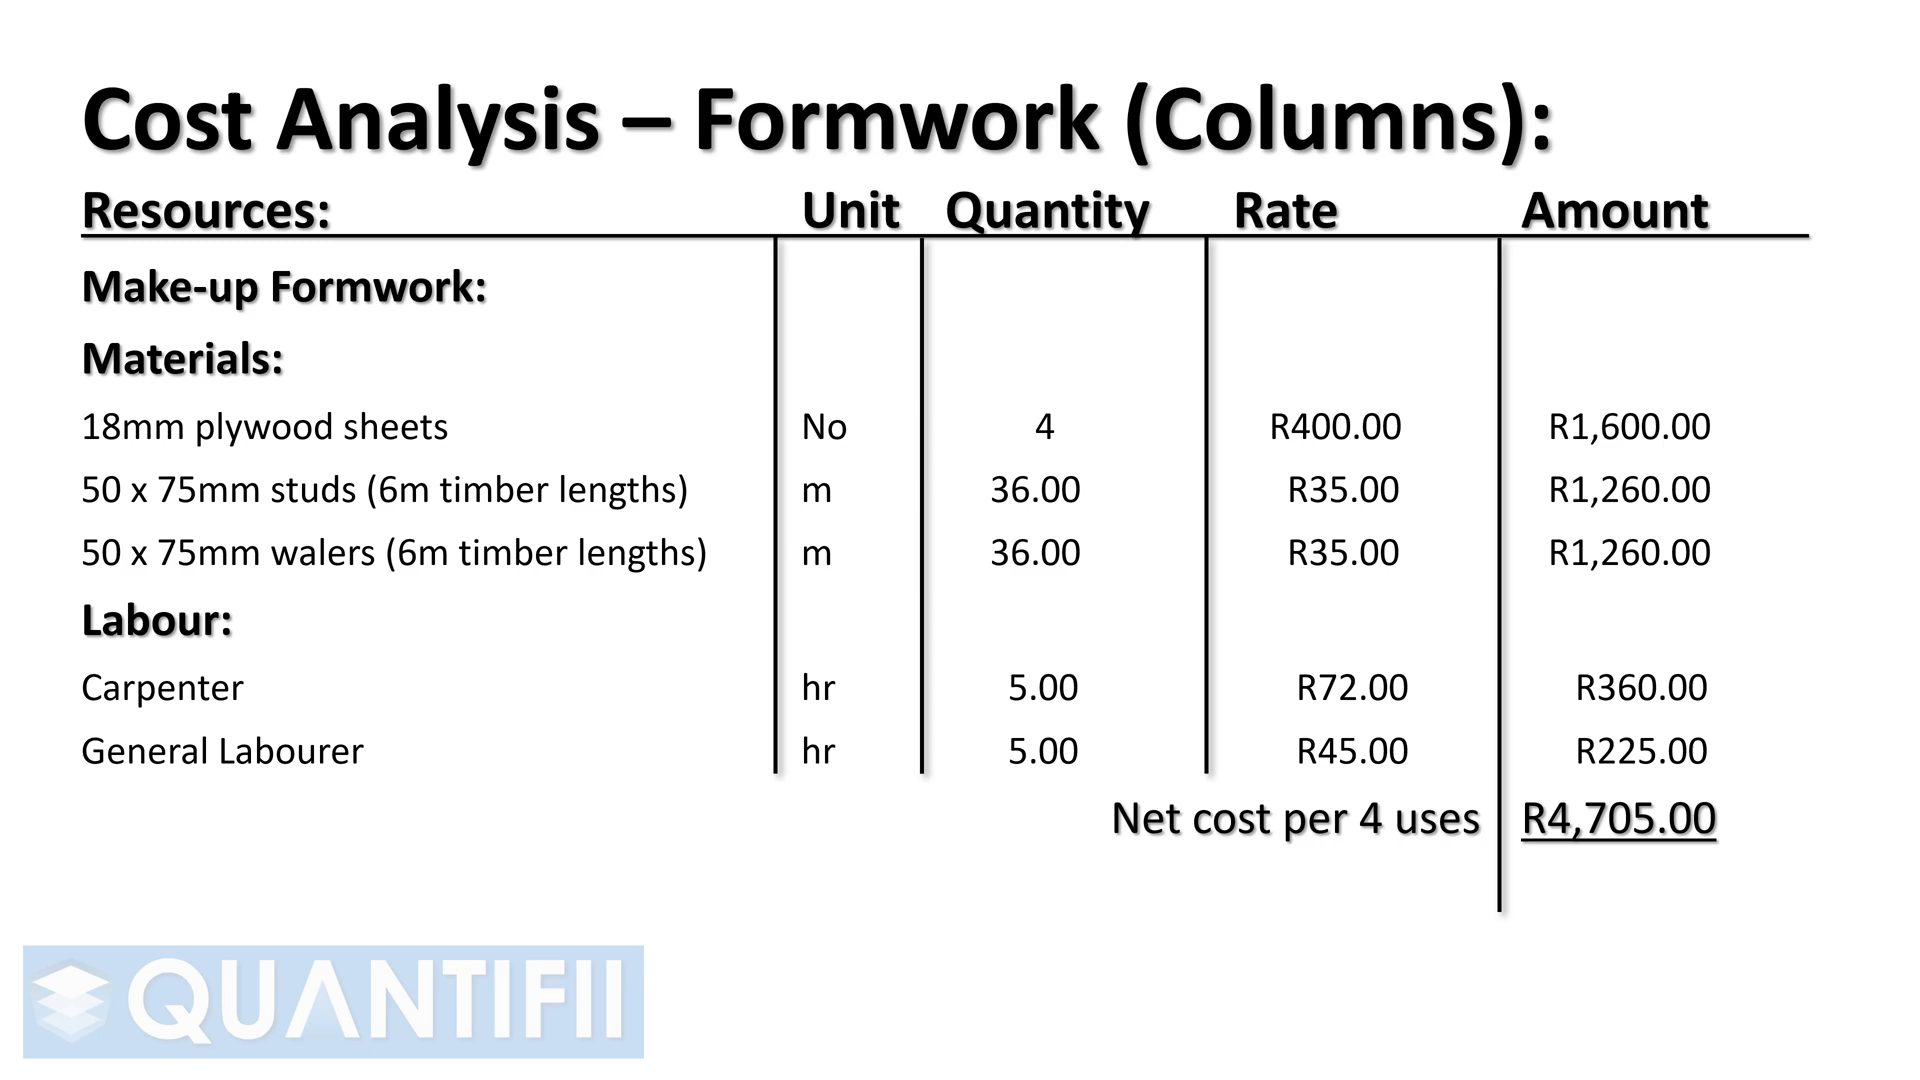 Cost Analysis – Formwork (Columns):
Resources: Unit Quantity Rate Amount
Make-up Formwork:
Materials:
18mm plywood sheets No 4 R400.00 R1,600.00
50 x 75mm studs (6m timber lengths) m 36.00 R35.00 R1,260.00
50 x 75mm walers (6m timber lengths) m 36.00 R35.00 R1,260.00
Labour:
Carpenter hr 5.00 R72.00 R360.00
General Labourer hr 5.00 R45.00 R225.00
Net cost per 4 uses R4,705.00
QUANTIFII